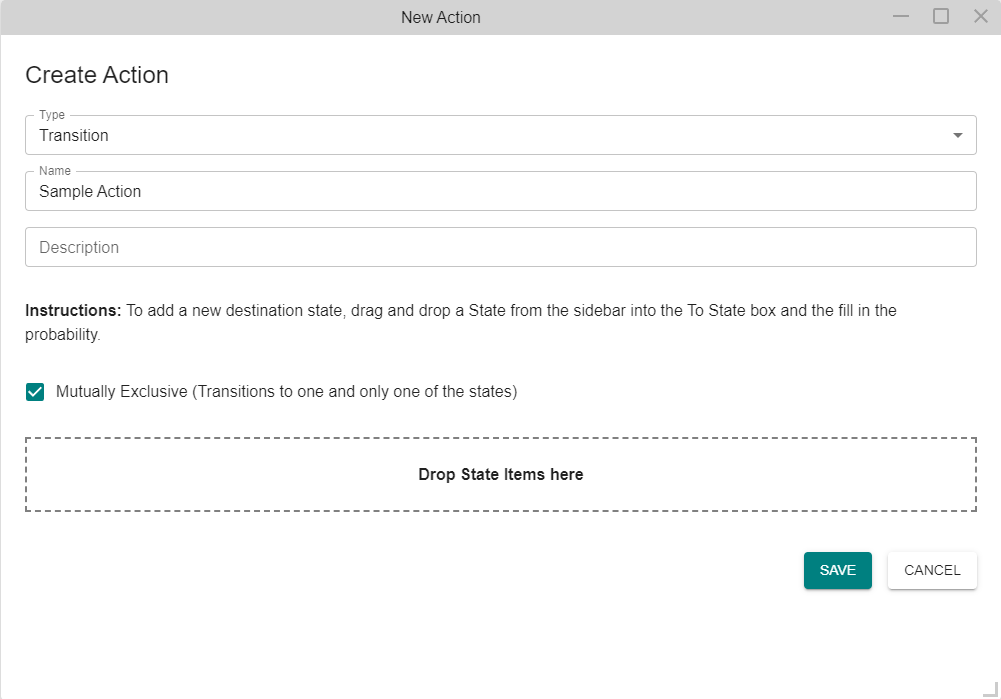 New Action
Create Action
Type
Transition
Name
Sample Action
Description
Instructions: To add a new destination state, drag and drop a State from the sidebar into the To State box and the fill in the
probability.
Mutually Exclusive (Transitions to one and only one of the states)
Drop State Items here
SAVE CANCEL